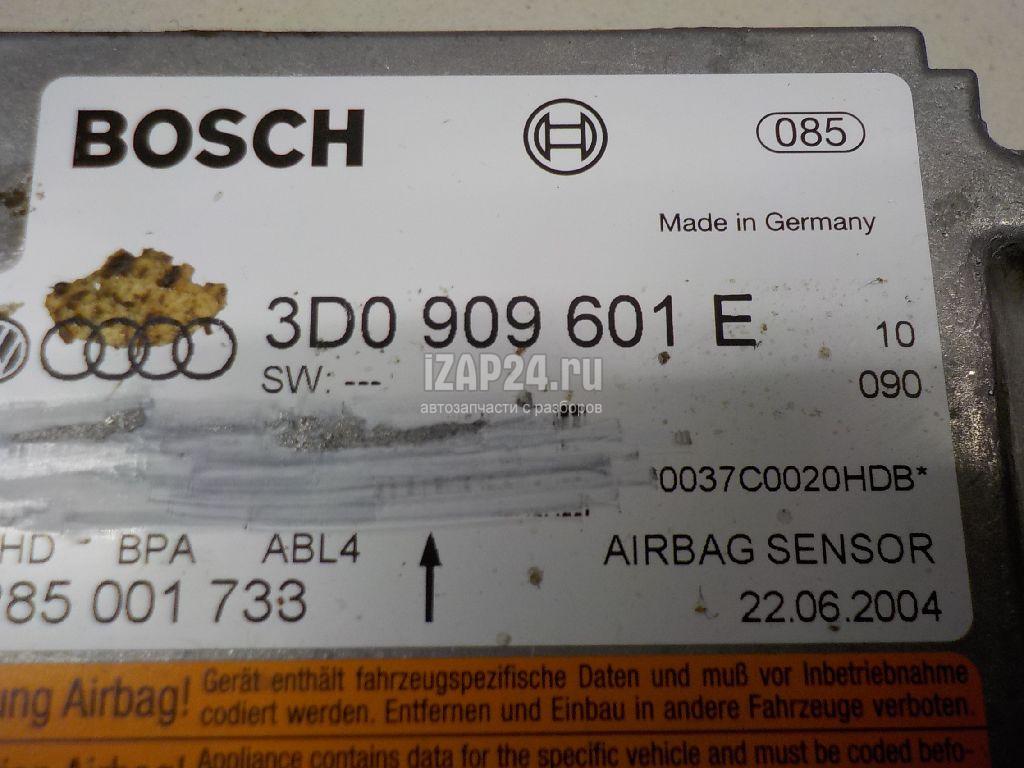 BOSCH
085
Made in Germany
3D0 909 601 E 10
SW: --- 090
iZAP24.ru
автозапчасти с разборов
0037C0020HDB*
HD - BPA ABL4 AIRBAG SENSOR
285 001 733 22.06.2004
Airbag! Gerät enthält fahrzeugspezifische Daten und muß vor Inbetriebnahme
codiert werden. Entfernen und Einbau in andere Fahrzeuge verboten.
Appliance contains data for the specific vehicle and must be coded befo-